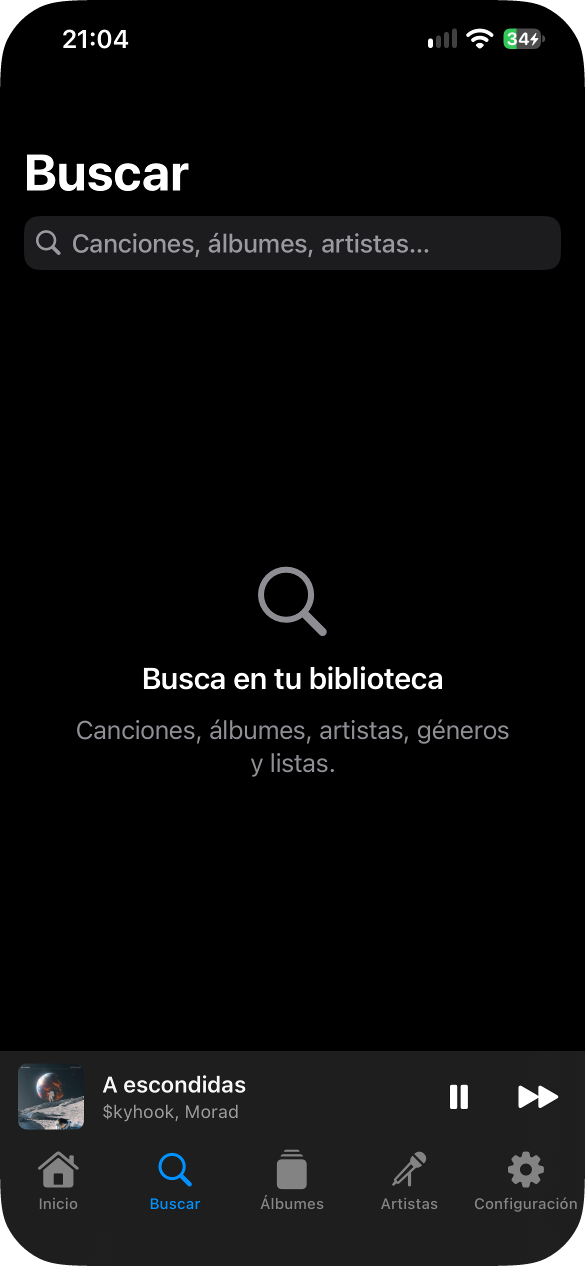 21:04
34
Buscar
Canciones, álbumes, artistas...
Busca en tu biblioteca
Canciones, álbumes, artistas, géneros
y listas.
A escondidas
$kyhook, Morad
Inicio
Buscar
Álbumes
Artistas
Configuración